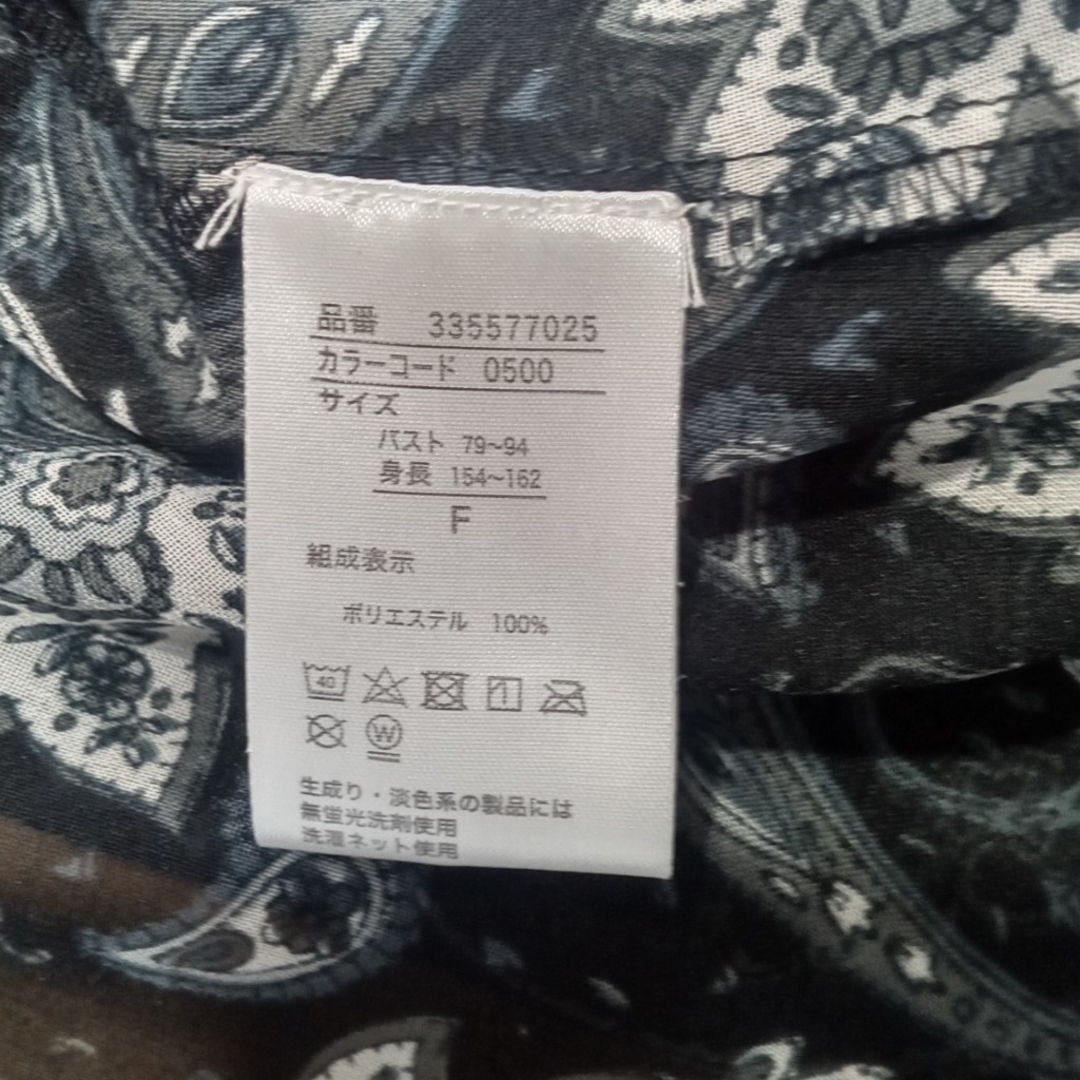 品番 335577025
カラーコード 0500
サイズ
バスト 79~94
身長 154~162
F
組成表示
ポリエステル 100%
40
W
生成り・淡色系の製品には
無蛍光洗剤使用
洗濯ネット使用